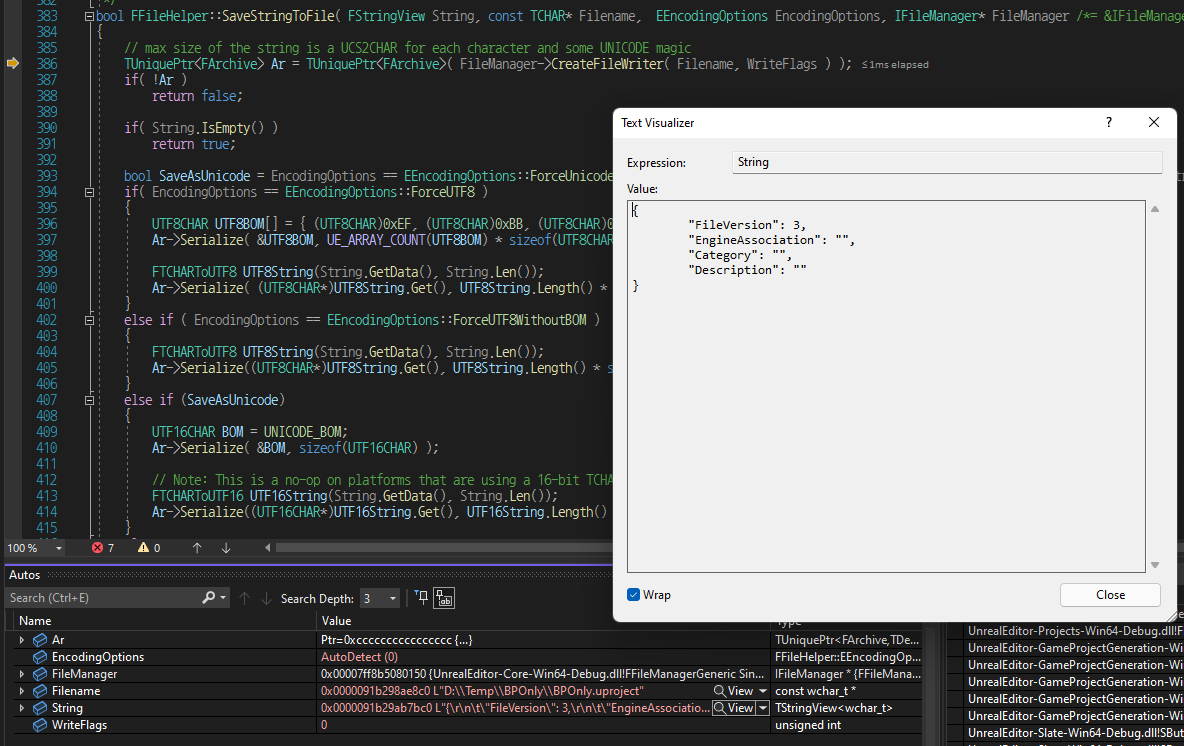 382 */
383 bool FFileHelper::SaveStringToFile( FStringView String, const TCHAR* Filename,  EEncodingOptions EncodingOptions, IFileManager* FileManager /*= &IFileManage
384 {
385 // max size of the string is a UCS2CHAR for each character and some UNICODE magic
386 TUniquePtr<FArchive> Ar = TUniquePtr<FArchive>( FileManager->CreateFileWriter( Filename, WriteFlags ) ); ≤1ms elapsed
387 if( !Ar )
388 return false;
389
390 if( String.IsEmpty() )
391 return true;
392
393 bool SaveAsUnicode = EncodingOptions == EEncodingOptions::ForceUnicode
394 if( EncodingOptions == EEncodingOptions::ForceUTF8 )
395 {
396 UTF8CHAR UTF8BOM[] = { (UTF8CHAR)0xEF, (UTF8CHAR)0xBB, (UTF8CHAR)0
397 Ar->Serialize( &UTF8BOM, UE_ARRAY_COUNT(UTF8BOM) * sizeof(UTF8CHAR
398
399 FTCHARToUTF8 UTF8String(String.GetData(), String.Len());
400 Ar->Serialize( (UTF8CHAR*)UTF8String.Get(), UTF8String.Length() *
401 }
402 else if ( EncodingOptions == EEncodingOptions::ForceUTF8WithoutBOM )
403 {
404 FTCHARToUTF8 UTF8String(String.GetData(), String.Len());
405 Ar->Serialize((UTF8CHAR*)UTF8String.Get(), UTF8String.Length() * s
406 }
407 else if (SaveAsUnicode)
408 {
409 UTF16CHAR BOM = UNICODE_BOM;
410 Ar->Serialize( &BOM, sizeof(UTF16CHAR) );
411
412 // Note: This is a no-op on platforms that are using a 16-bit TCHA
413 FTCHARToUTF16 UTF16String(String.GetData(), String.Len());
414 Ar->Serialize((UTF16CHAR*)UTF16String.Get(), UTF16String.Length()
415 }
Text Visualizer ?
Expression: String
Value:
{
"FileVersion": 3,
"EngineAssociation": "",
"Category": "",
"Description": ""
}
Wrap Close
100 % 7 0
Autos
Search (Ctrl+E) Search Depth: 3
Name Value Type
Ar Ptr=0xcccccccccccccccc {...} TUniquePtr<FArchive,TDe...
EncodingOptions AutoDetect (0) FFileHelper::EEncodingOp...
FileManager 0x00007ff8b5080150 {UnrealEditor-Core-Win64-Debug.dll!FFileManagerGeneric Sin... IFileManager * {FFileMana...
Filename 0x0000091b298ae8c0 L"D:\\Temp\\BPOnly\\BPOnly.uproject" View const wchar_t *
String 0x0000091b29ab7bc0 L"{\r\n\t\"FileVersion\": 3,\r\n\t\"EngineAssociatio... View TStringView<wchar_t>
WriteFlags 0 unsigned int
UnrealEditor-Projects-Win64-Debug.dll!F
UnrealEditor-GameProjectGeneration-Wi
UnrealEditor-GameProjectGeneration-Wi
UnrealEditor-GameProjectGeneration-Wi
UnrealEditor-GameProjectGeneration-Wi
UnrealEditor-GameProjectGeneration-Wi
UnrealEditor-Slate-Win64-Debug.dll!SBut